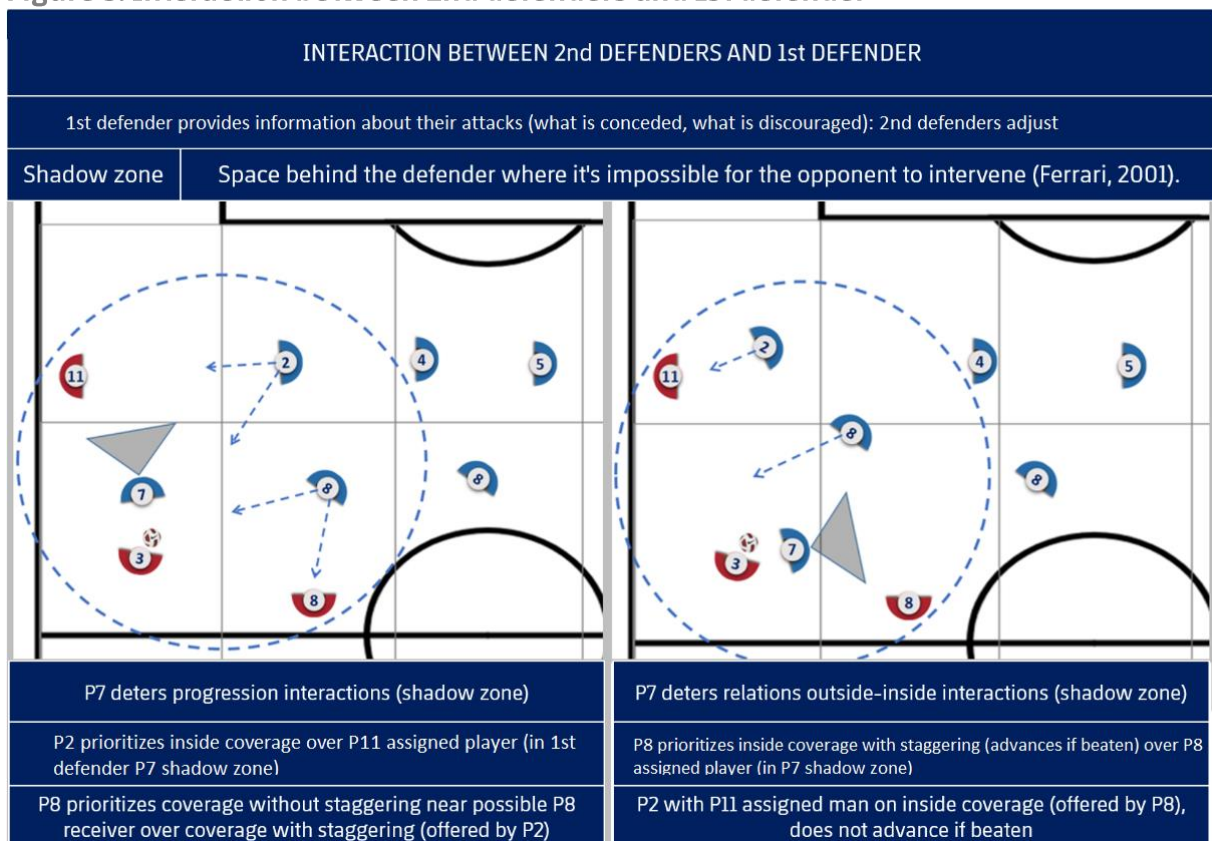 INTERACTION BETWEEN 2nd DEFENDERS AND 1st DEFENDER
1st defender provides information about their attacks (what is conceded, what is discouraged): 2nd defenders adjust
Shadow zone
Space behind the defender where it's impossible for the opponent to intervene (Ferrari, 2001).
2
4
5
11
8
8
7
3
8
2
4
5
11
8
8
7
3
8
P7 deters progression interactions (shadow zone)
P2 prioritizes inside coverage over P11 assigned player (in 1st
defender P7 shadow zone)
P8 prioritizes coverage without staggering near possible P8
receiver over coverage with staggering (offered by P2)
P7 deters relations outside-inside interactions (shadow zone)
P8 prioritizes inside coverage with staggering (advances if beaten) over P8
assigned player (in P7 shadow zone)
P2 with P11 assigned man on inside coverage (offered by P8),
does not advance if beaten